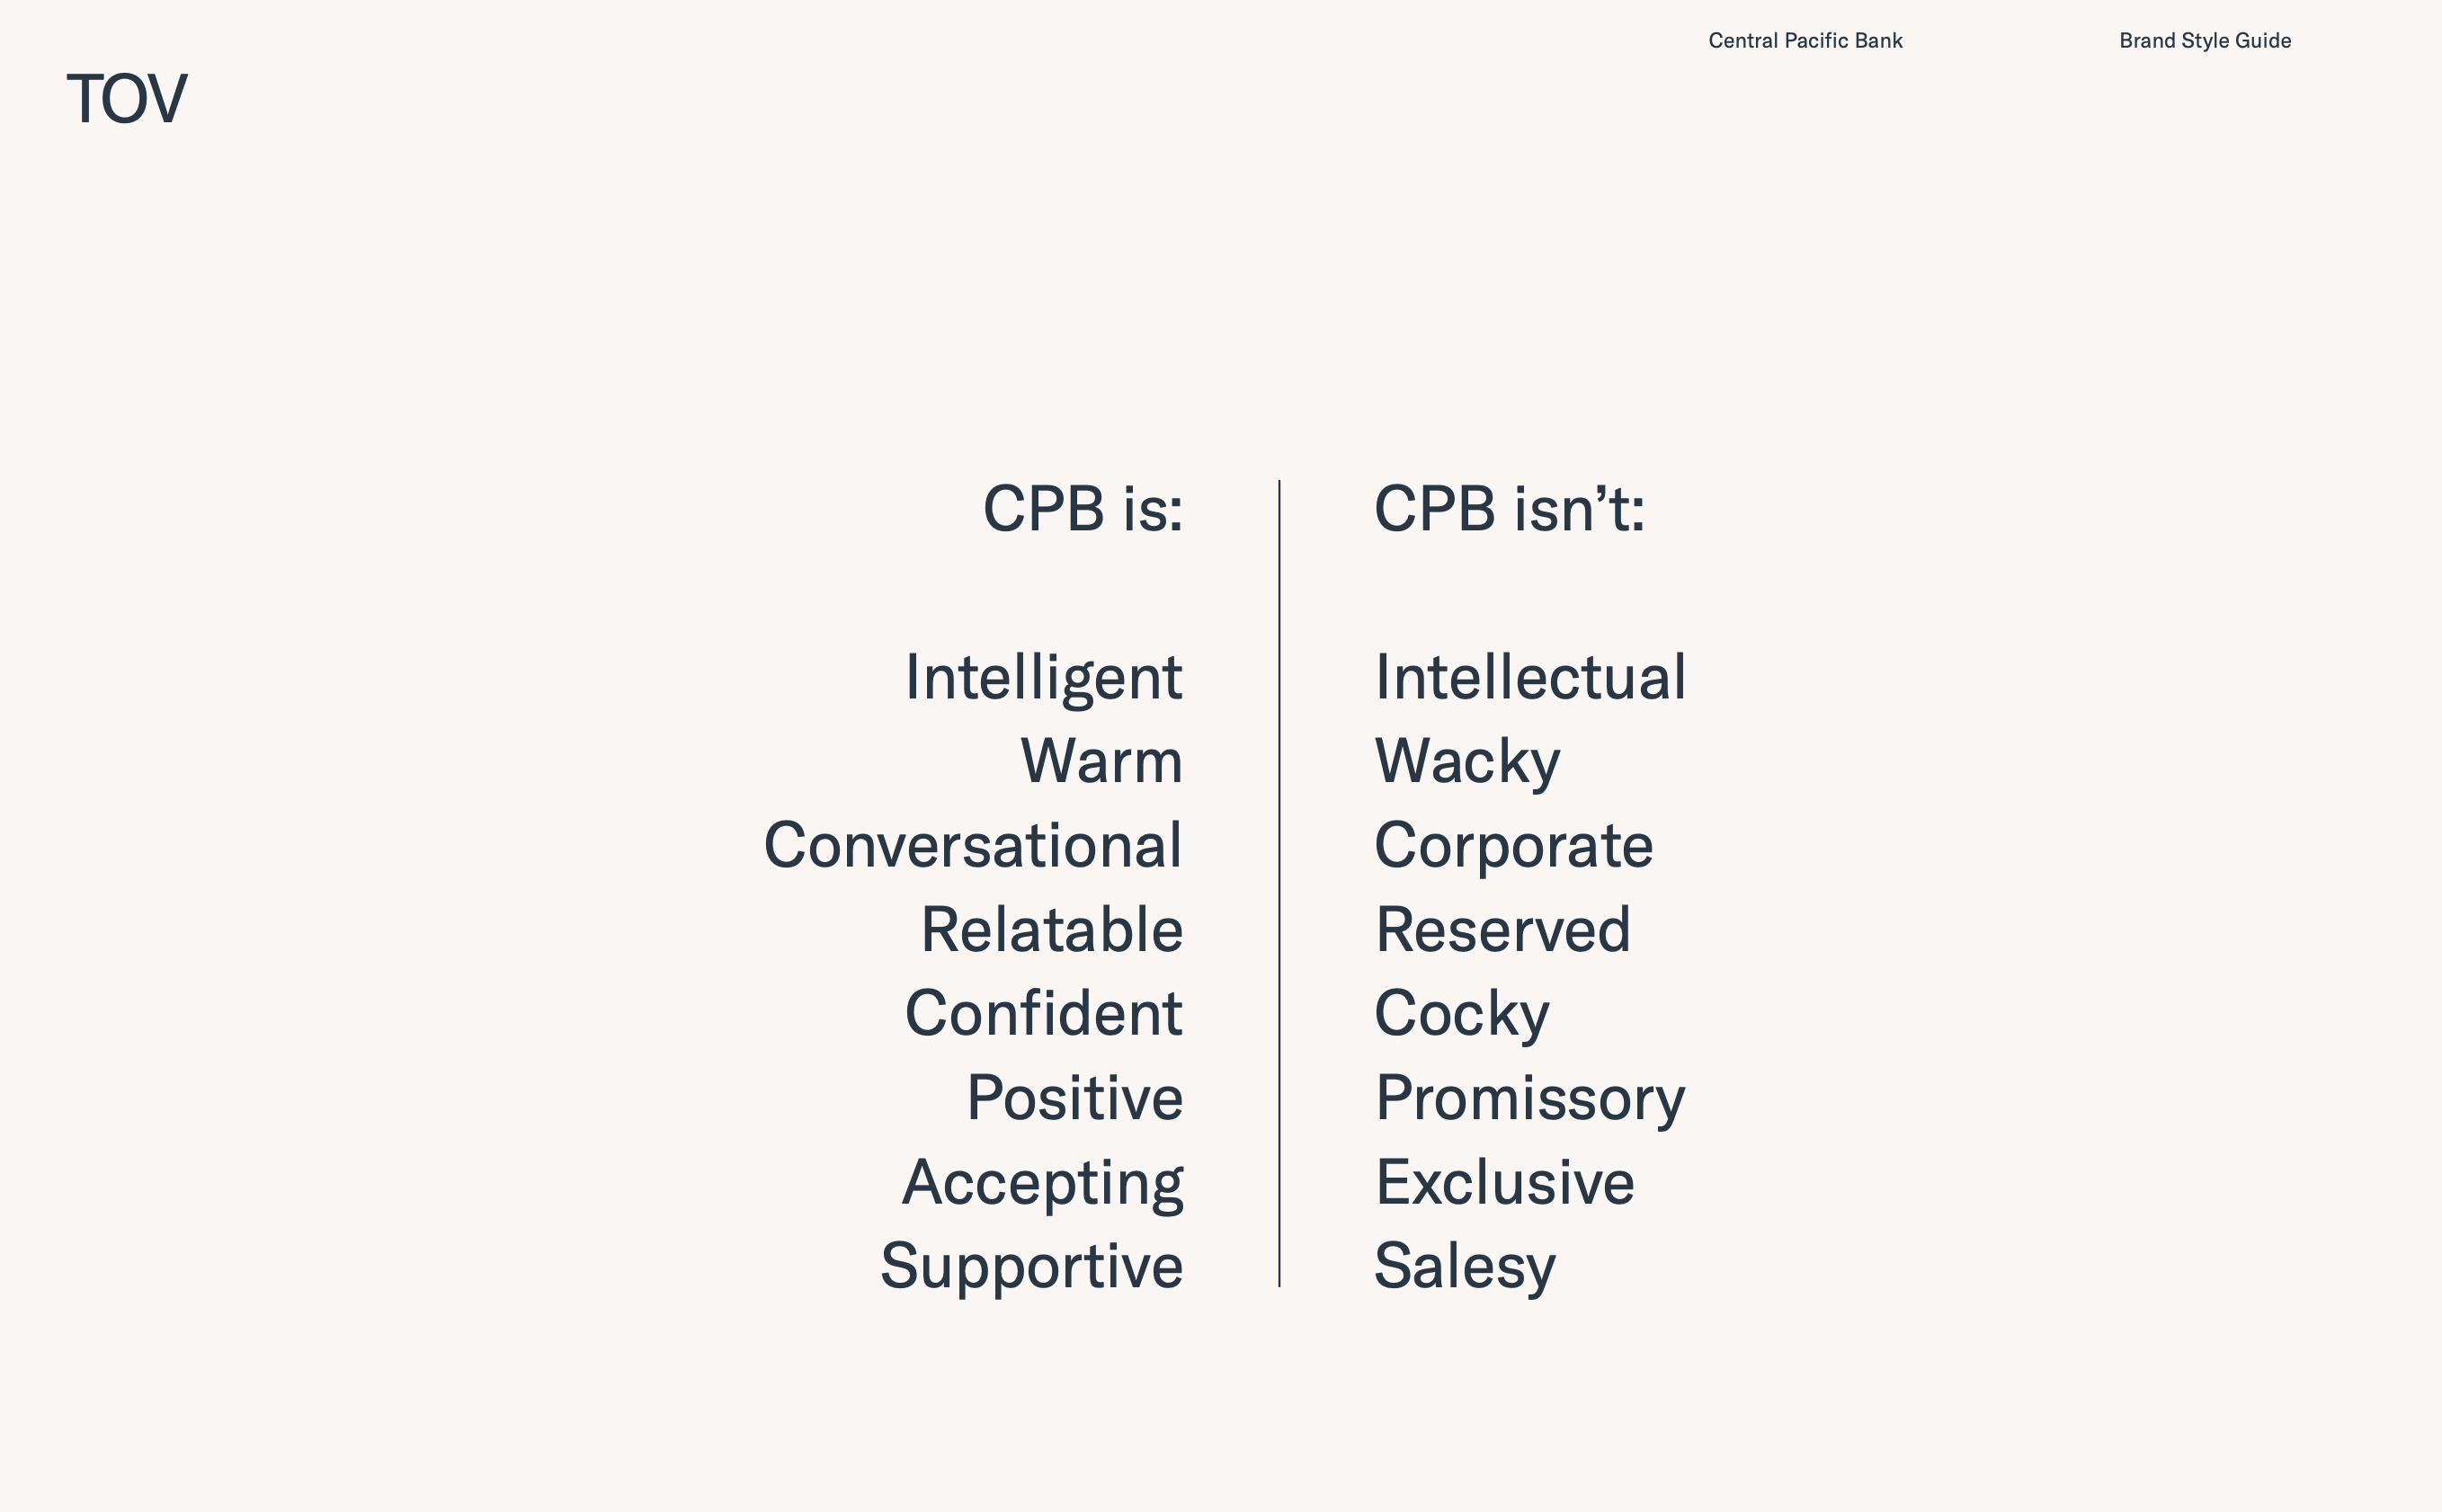 Central Pacific Bank
Brand Style Guide
TOV
CPB is:
Intelligent
Warm
Conversational
Relatable
Confident
Positive
Accepting
Supportive
CPB isn’t:
Intellectual
Wacky
Corporate
Reserved
Cocky
Promissory
Exclusive
Salesy